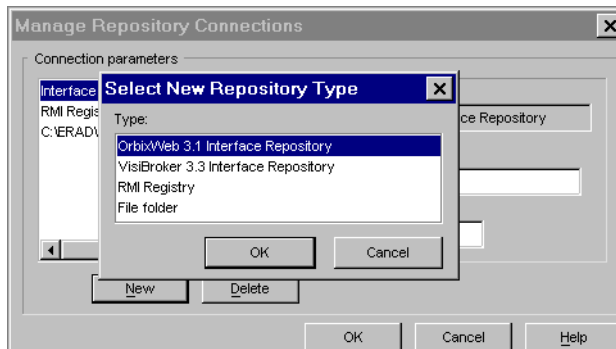 Manage Repository Connections
Connection parameters
Interface
RMI Regis
C:\ERAD\
ce Repository
Select New Repository Type
Type:
OrbixWeb 3.1 Interface Repository
VisiBroker 3.3 Interface Repository
RMI Registry
File folder
OK Cancel
New Delete
OK Cancel Help